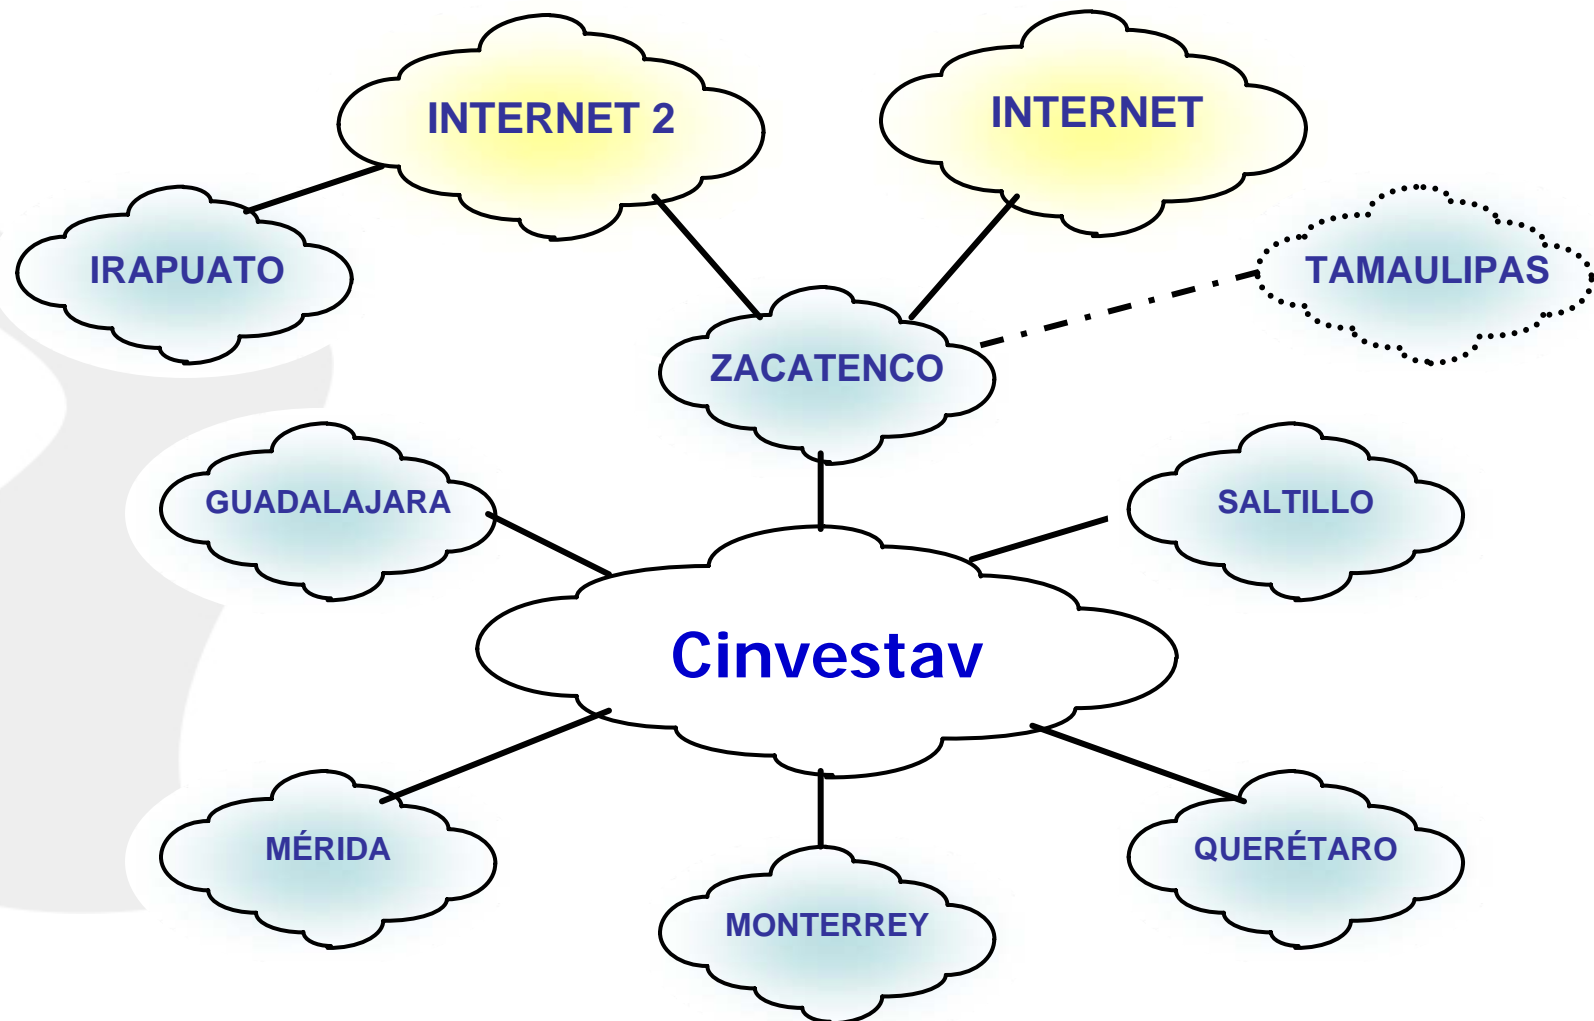 INTERNET 2
INTERNET
IRAPUATO
TAMAULIPAS
ZACATENCO
GUADALAJARA
SALTILLO
Cinvestav
MÉRIDA
QUERÉTARO
MONTERREY